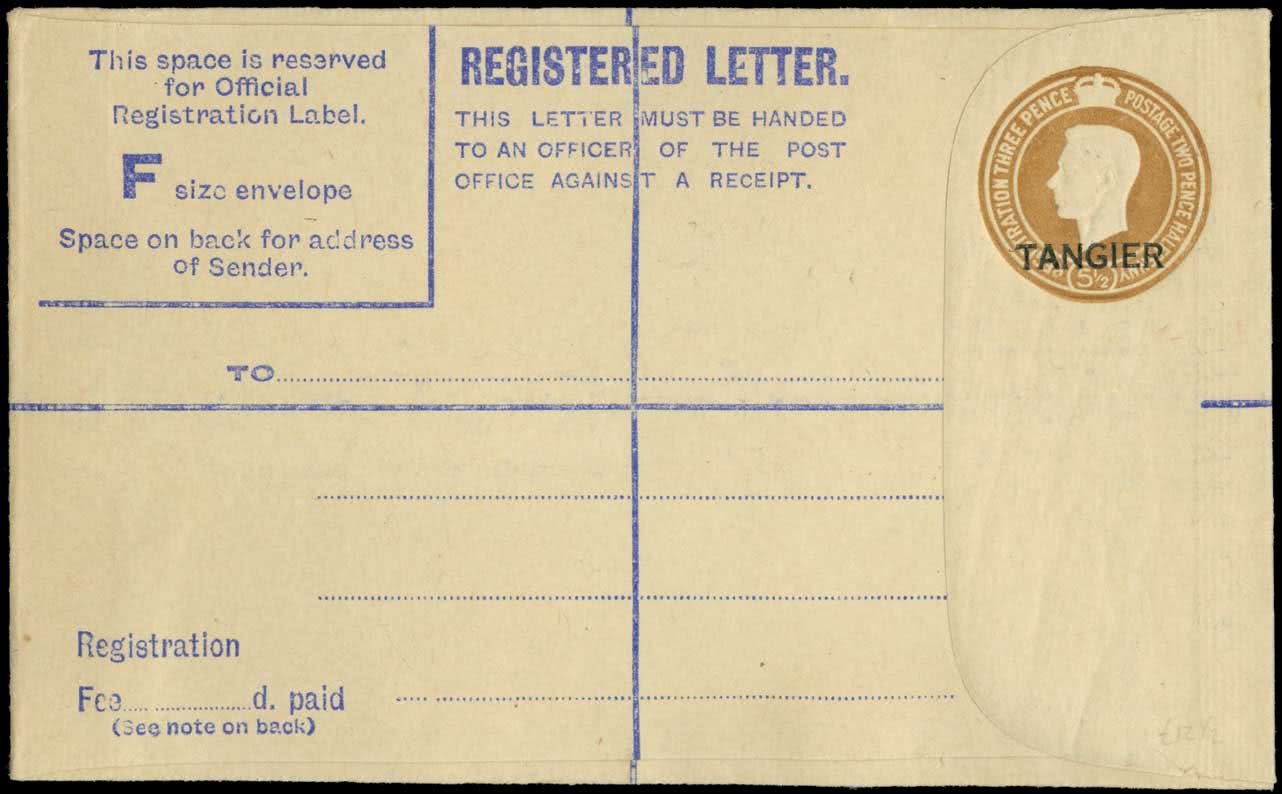 This space is reserved
for Official
Registration Label.
F size envelope
Space on back for address
of Sender.
REGISTERED LETTER.
THIS LETTER MUST BE HANDED
TO AN OFFICER OF THE POST
OFFICE AGAINST A RECEIPT.
REGISTRATION THREE PENCE
POSTAGE TWO PENCE HALFPENNY
TANGIER
(5½)
TO
Registration
Fee d. paid
(See note on back)